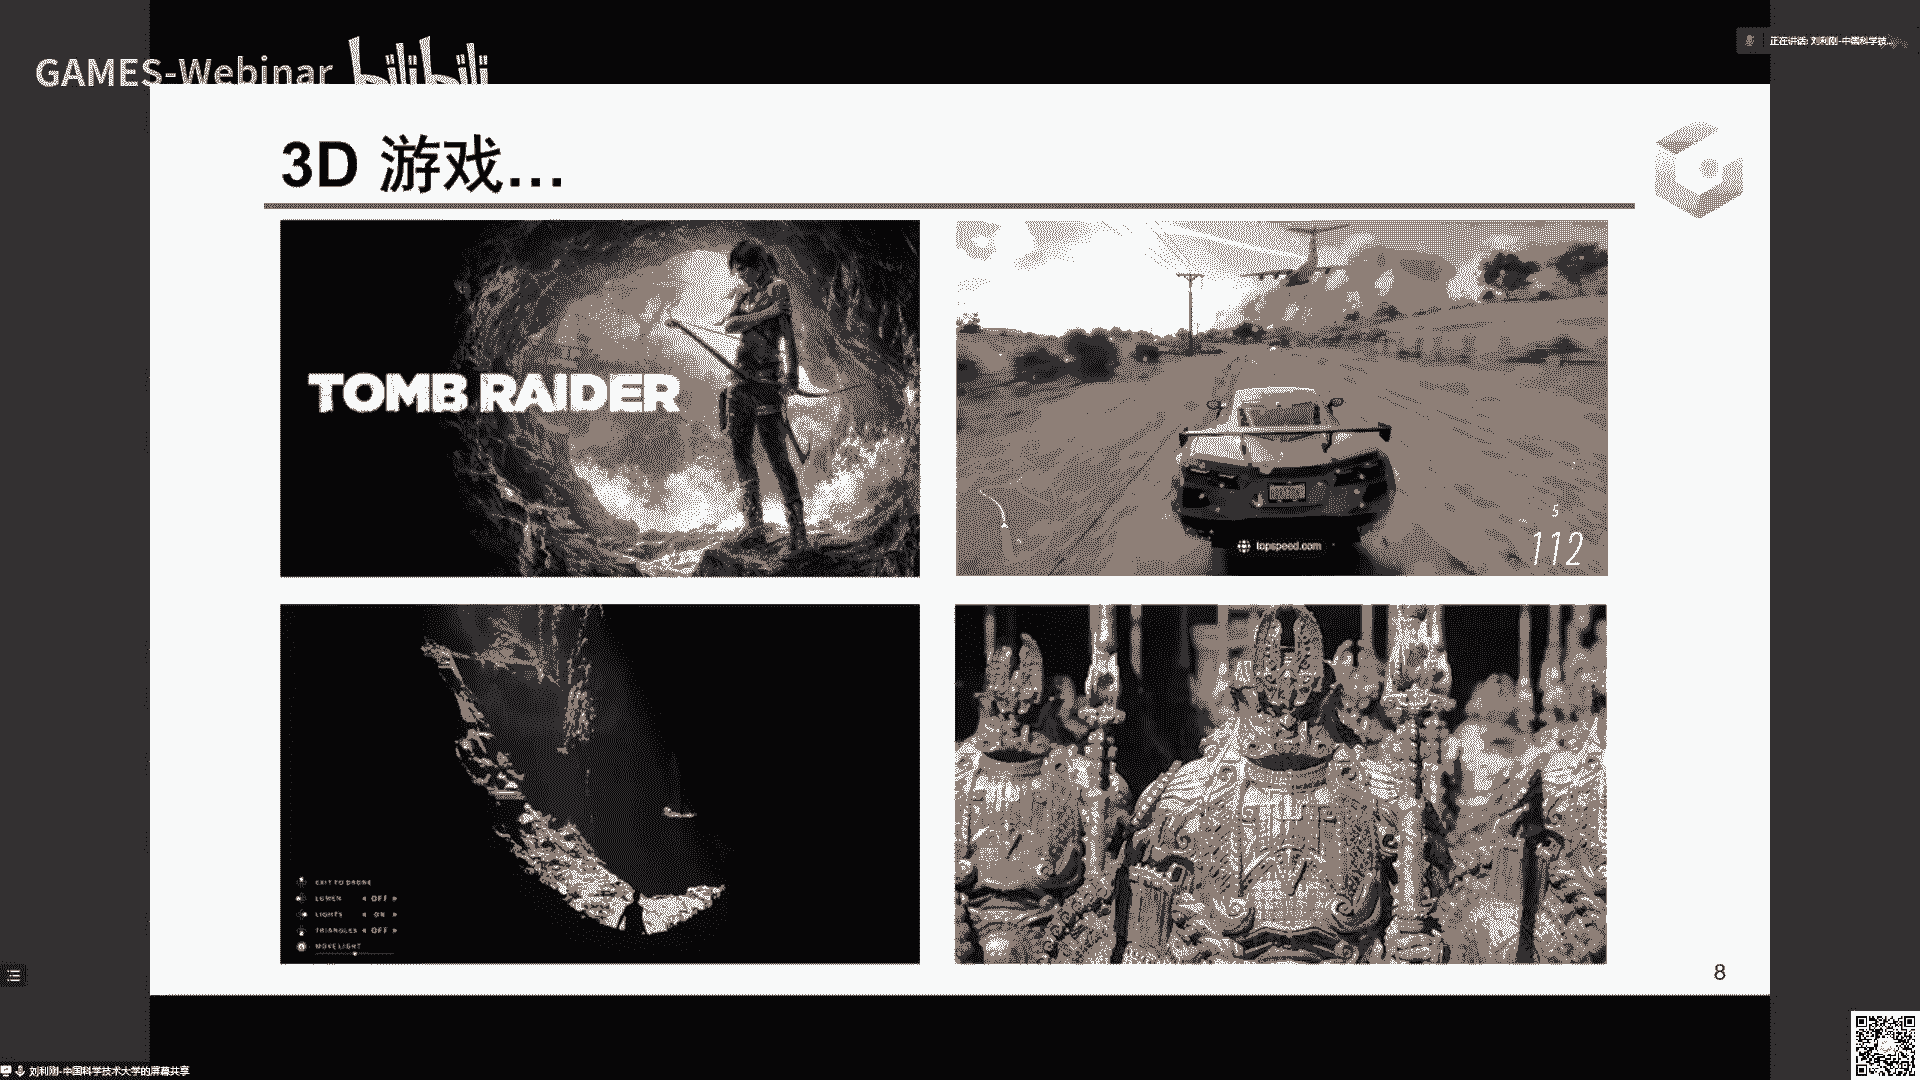 正在讲话: 刘利刚-中国科学技...
GAMES-Webinar bilibili
3D 游戏...
TOMB RAIDER
5
112
topspeed.com
EXIT TO DRONE
LUMEN OFF
LIGHTS ON
TRIANGLES OFF
MOVE LIGHT
8
刘利刚-中国科学技术大学的屏幕共享